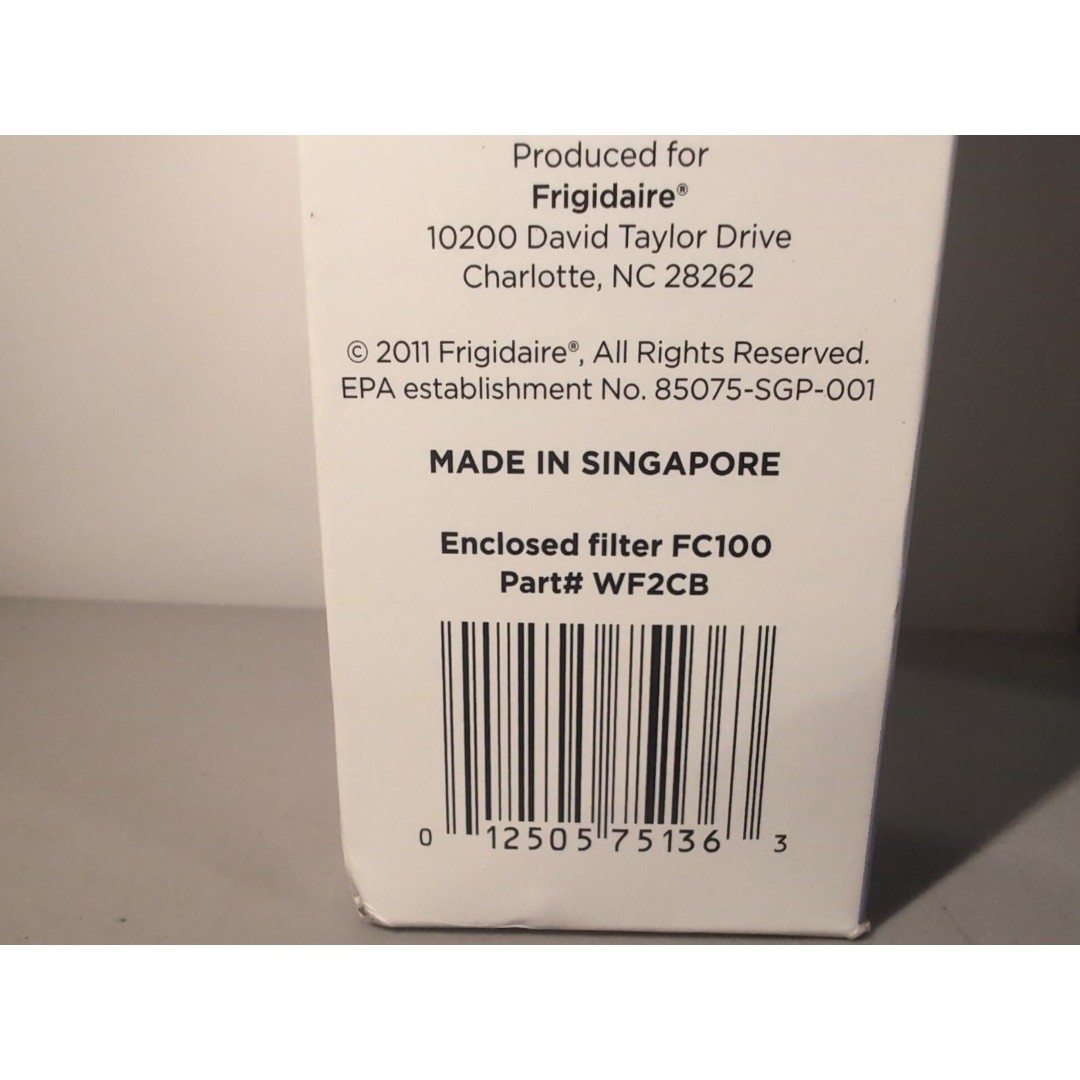 Produced for
Frigidaire®
10200 David Taylor Drive
Charlotte, NC 28262
© 2011 Frigidaire®, All Rights Reserved.
EPA establishment No. 85075-SGP-001
MADE IN SINGAPORE
Enclosed filter FC100
Part# WF2CB
0 12505 75136 3